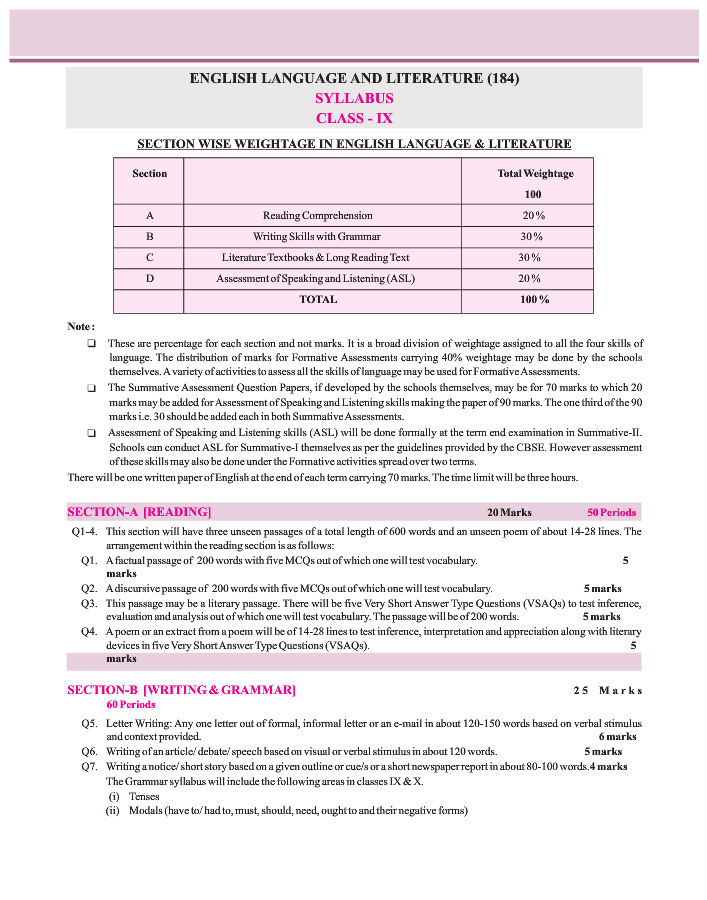 ENGLISH LANGUAGE AND LITERATURE (184)
SYLLABUS
CLASS - IX
SECTION WISE WEIGHTAGE IN ENGLISH LANGUAGE & LITERATURE
Section Total Weightage
100
A Reading Comprehension 20%
B Writing Skills with Grammar 30%
C Literature Textbooks & Long Reading Text 30%
D Assessment of Speaking and Listening (ASL) 20%
TOTAL 100%
Note :
❑ These are percentage for each section and not marks. It is a broad division of weightage assigned to all the four skills of
language. The distribution of marks for Formative Assessments carrying 40% weightage may be done by the schools
themselves. A variety of activities to assess all the skills of language may be used for Formative Assessments.
❑ The Summative Assessment Question Papers, if developed by the schools themselves, may be for 70 marks to which 20
marks may be added for Assessment of Speaking and Listening skills making the paper of 90 marks. The one third of the 90
marks i.e. 30 should be added each in both Summative Assessments.
❑ Assessment of Speaking and Listening skills (ASL) will be done formally at the term end examination in Summative-II.
Schools can conduct ASL for Summative-I themselves as per the guidelines provided by the CBSE. However assessment
of these skills may also be done under the Formative activities spread over two terms.
There will be one written paper of English at the end of each term carrying 70 marks. The time limit will be three hours.
SECTION-A [READING] 20 Marks 50 Periods
Q1-4. This section will have three unseen passages of a total length of 600 words and an unseen poem of about 14-28 lines. The
arrangement within the reading section is as follows:
Q1. A factual passage of 200 words with five MCQs out of which one will test vocabulary. 5
marks
Q2. A discursive passage of 200 words with five MCQs out of which one will test vocabulary. 5 marks
Q3. This passage may be a literary passage. There will be five Very Short Answer Type Questions (VSAQs) to test inference,
evaluation and analysis out of which one will test vocabulary. The passage will be of 200 words. 5 marks
Q4. A poem or an extract from a poem will be of 14-28 lines to test inference, interpretation and appreciation along with literary
devices in five Very Short Answer Type Questions (VSAQs). 5
marks
SECTION-B [WRITING & GRAMMAR] 25 Marks
60 Periods
Q5. Letter Writing: Any one letter out of formal, informal letter or an e-mail in about 120-150 words based on verbal stimulus
and context provided. 6 marks
Q6. Writing of an article/ debate/ speech based on visual or verbal stimulus in about 120 words. 5 marks
Q7. Writing a notice/ short story based on a given outline or cue/s or a short newspaper report in about 80-100 words. 4 marks
The Grammar syllabus will include the following areas in classes IX & X.
(i) Tenses
(ii) Modals (have to/ had to, must, should, need, ought to and their negative forms)